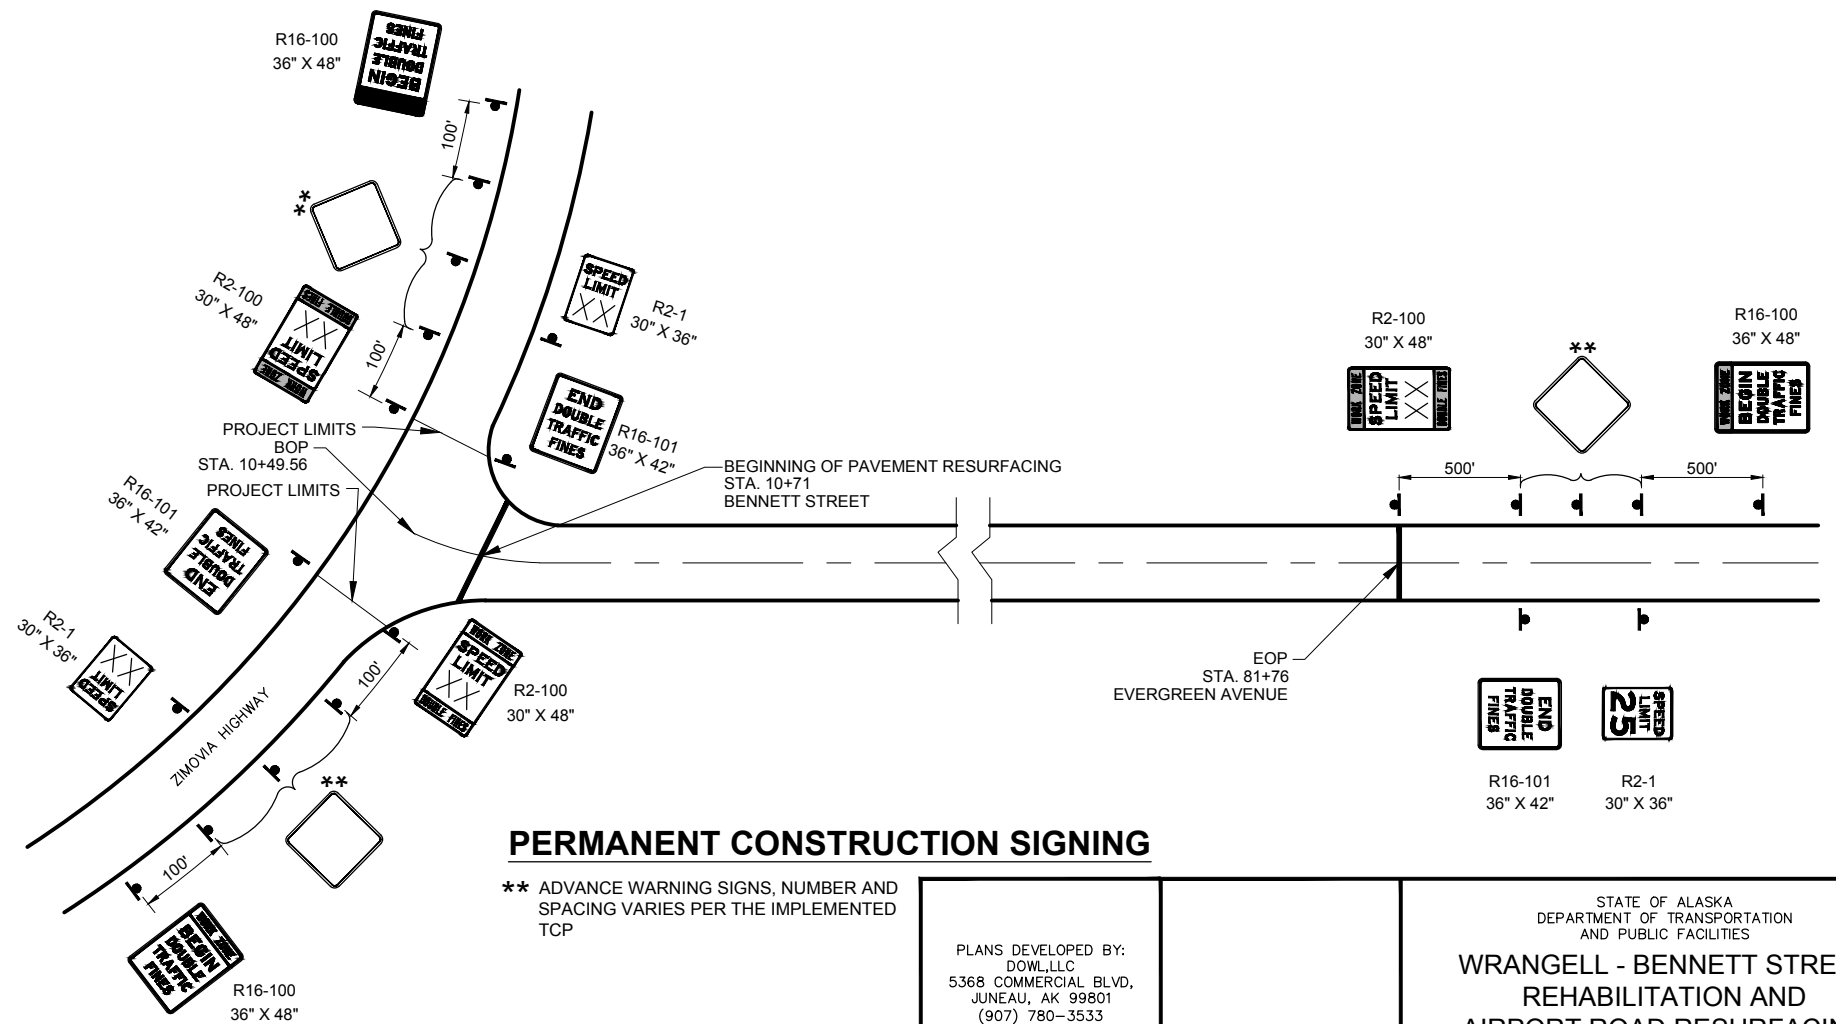 R16-100
36" X 48"
BEGIN
DOUBLE
TRAFFIC
FINES
100'
**
R2-100
30" X 48"
WORK ZONE
SPEED
LIMIT
XX
DOUBLE FINES
100'
SPEED
LIMIT
XX
R2-1
30" X 36"
END
DOUBLE
TRAFFIC
FINES
R16-101
36" X 42"
PROJECT LIMITS
BOP
STA. 10+49.56
PROJECT LIMITS
BEGINNING OF PAVEMENT RESURFACING
STA. 10+71
BENNETT STREET
R16-101
36" X 42"
END
DOUBLE
TRAFFIC
FINES
R2-1
30" X 36"
SPEED
LIMIT
XX
ZIMOVIA HIGHWAY
WORK ZONE
SPEED
LIMIT
XX
DOUBLE FINES
R2-100
30" X 48"
100'
**
100'
WORK ZONE
BEGIN
DOUBLE
TRAFFIC
FINES
R16-100
36" X 48"
R2-100
30" X 48"
WORK ZONE
SPEED
LIMIT
XX
DOUBLE FINES
**
R16-100
36" X 48"
WORK ZONE
BEGIN
DOUBLE
TRAFFIC
FINES
500'
500'
EOP
STA. 81+76
EVERGREEN AVENUE
END
DOUBLE
TRAFFIC
FINES
R16-101
36" X 42"
SPEED
LIMIT
25
R2-1
30" X 36"
PERMANENT CONSTRUCTION SIGNING
** ADVANCE WARNING SIGNS, NUMBER AND
SPACING VARIES PER THE IMPLEMENTED
TCP
PLANS DEVELOPED BY:
DOWL,LLC
5368 COMMERCIAL BLVD,
JUNEAU, AK 99801
(907) 780-3533
STATE OF ALASKA
DEPARTMENT OF TRANSPORTATION
AND PUBLIC FACILITIES
WRANGELL - BENNETT STRE
REHABILITATION AND
AIRPORT ROAD RESURFACIN